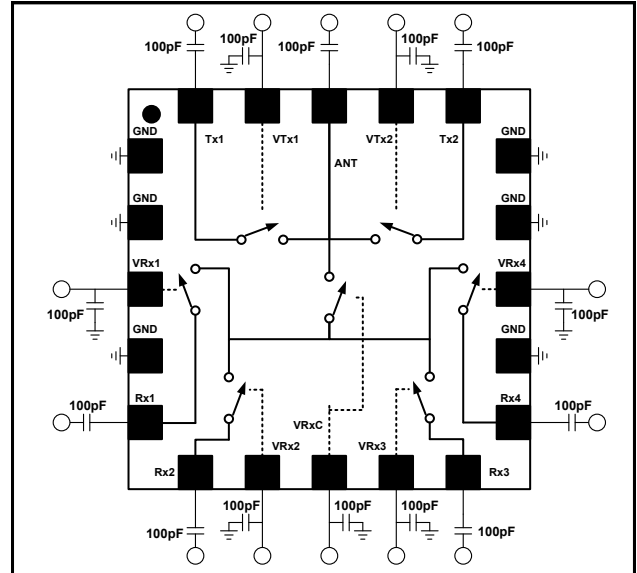 100pF 100pF 100pF 100pF 100pF
Tx1 VTx1 VTx2 Tx2
ANT
GND GND
GND GND
VRx1 VRx4
100pF 100pF
GND GND
Rx1 Rx4
100pF 100pF
VRxC
VRx2 VRx3
Rx2 Rx3
100pF 100pF 100pF
100pF 100pF